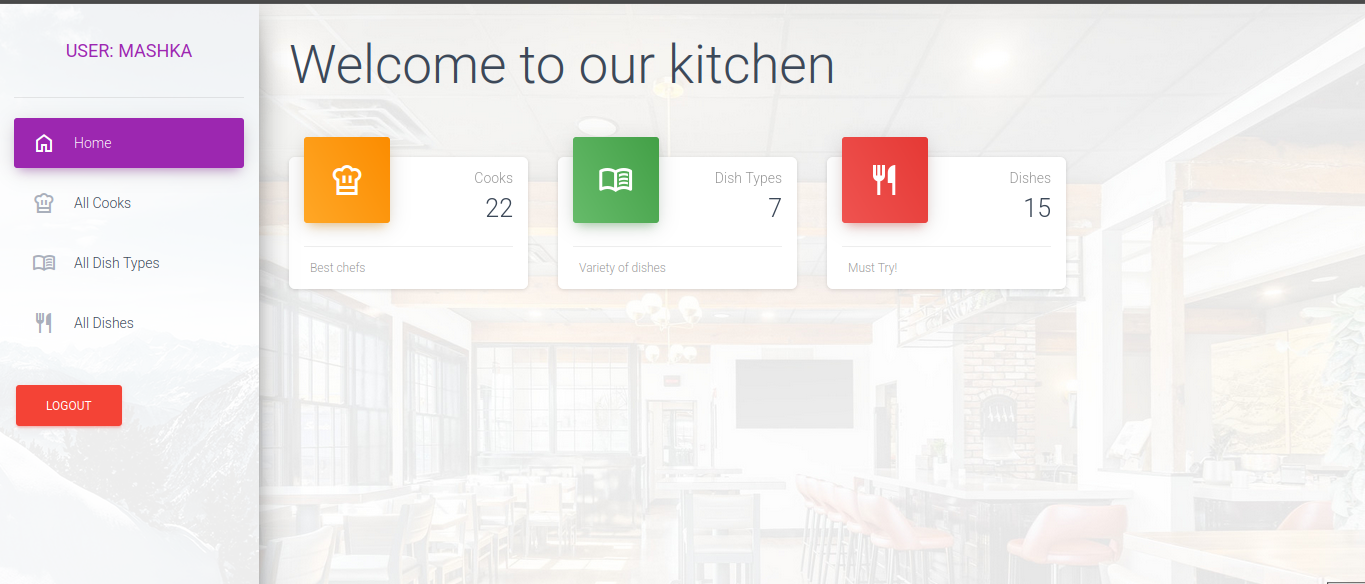 USER: MASHKA
Home
All Cooks
All Dish Types
All Dishes
LOGOUT
Welcome to our kitchen
Cooks
22
Best chefs
Dish Types
7
Variety of dishes
Dishes
15
Must Try!